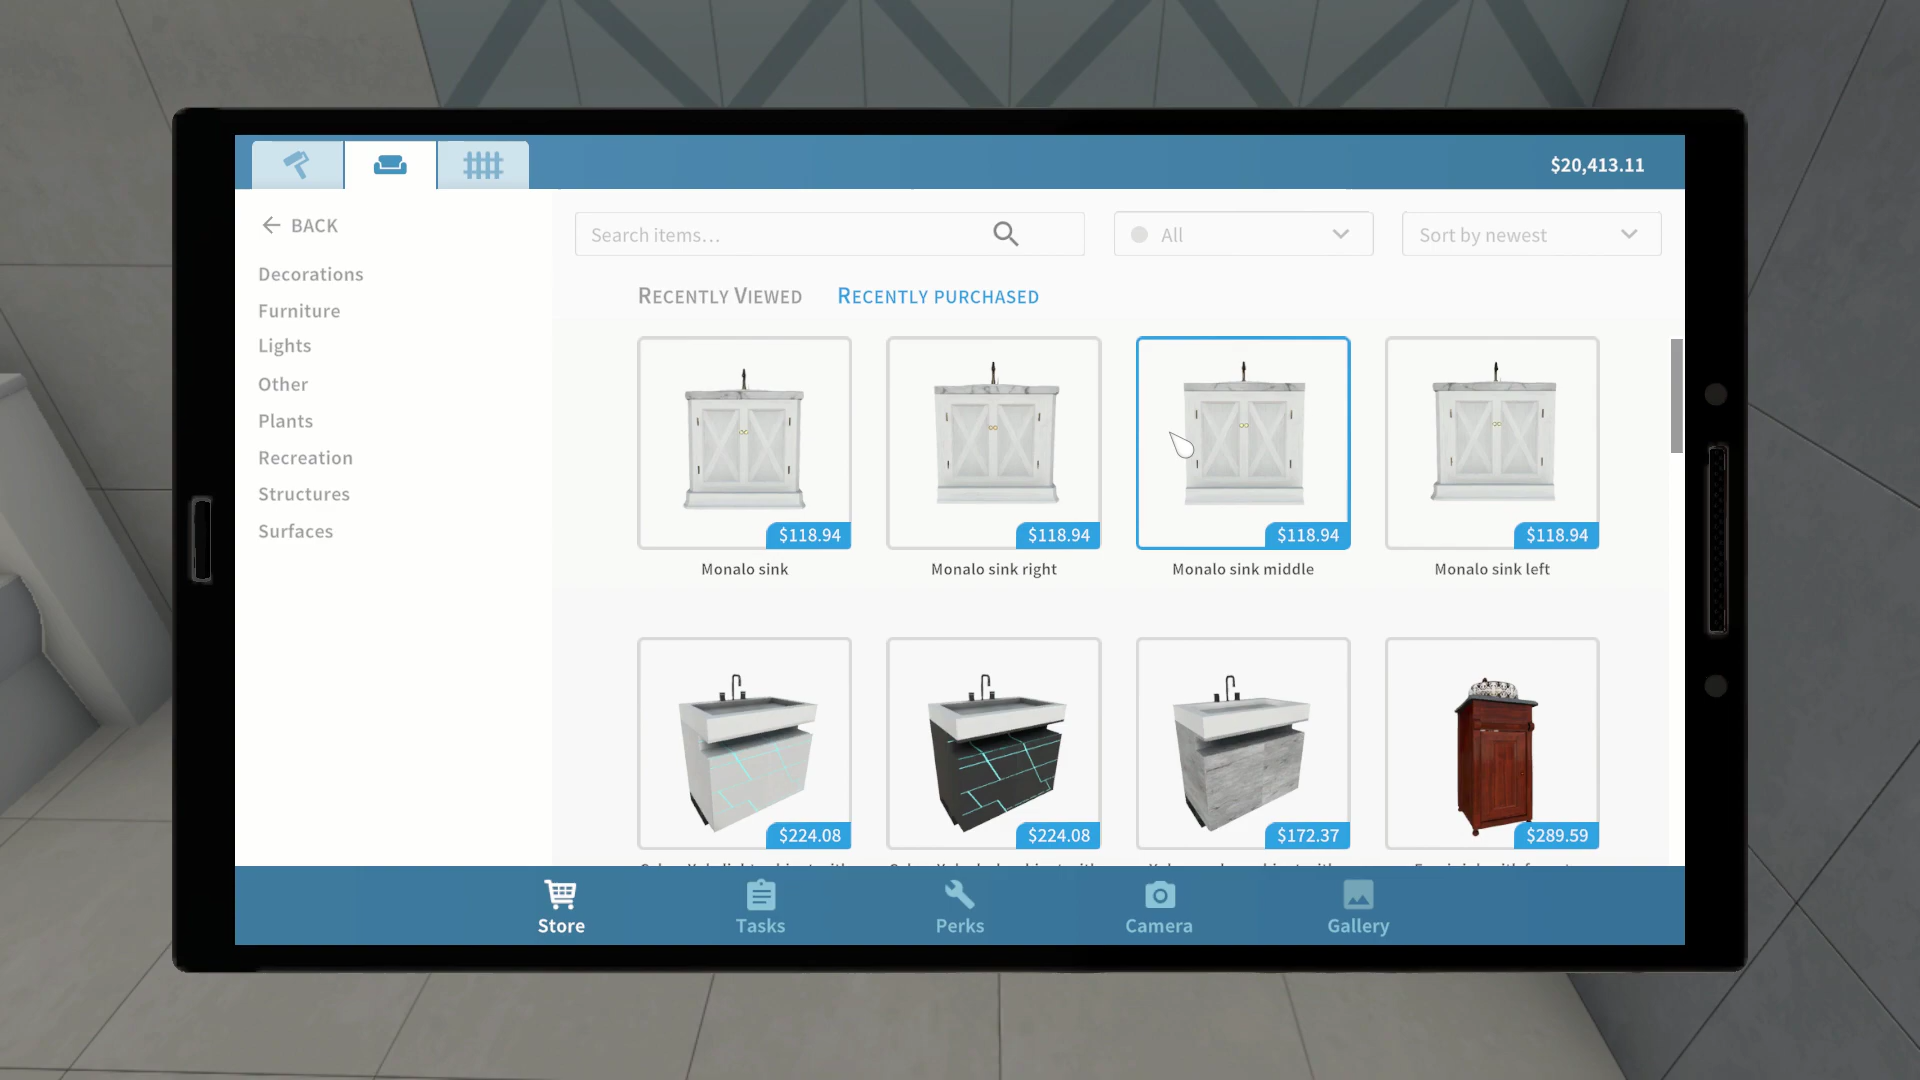 $20,413.11
BACK
Search items...
All
Sort by newest
Decorations
Furniture
Lights
Other
Plants
Recreation
Structures
Surfaces
RECENTLY VIEWED
RECENTLY PURCHASED
$118.94
$118.94
$118.94
$118.94
Monalo sink
Monalo sink right
Monalo sink middle
Monalo sink left
$224.08
$224.08
$172.37
$289.59
Store
Tasks
Perks
Camera
Gallery